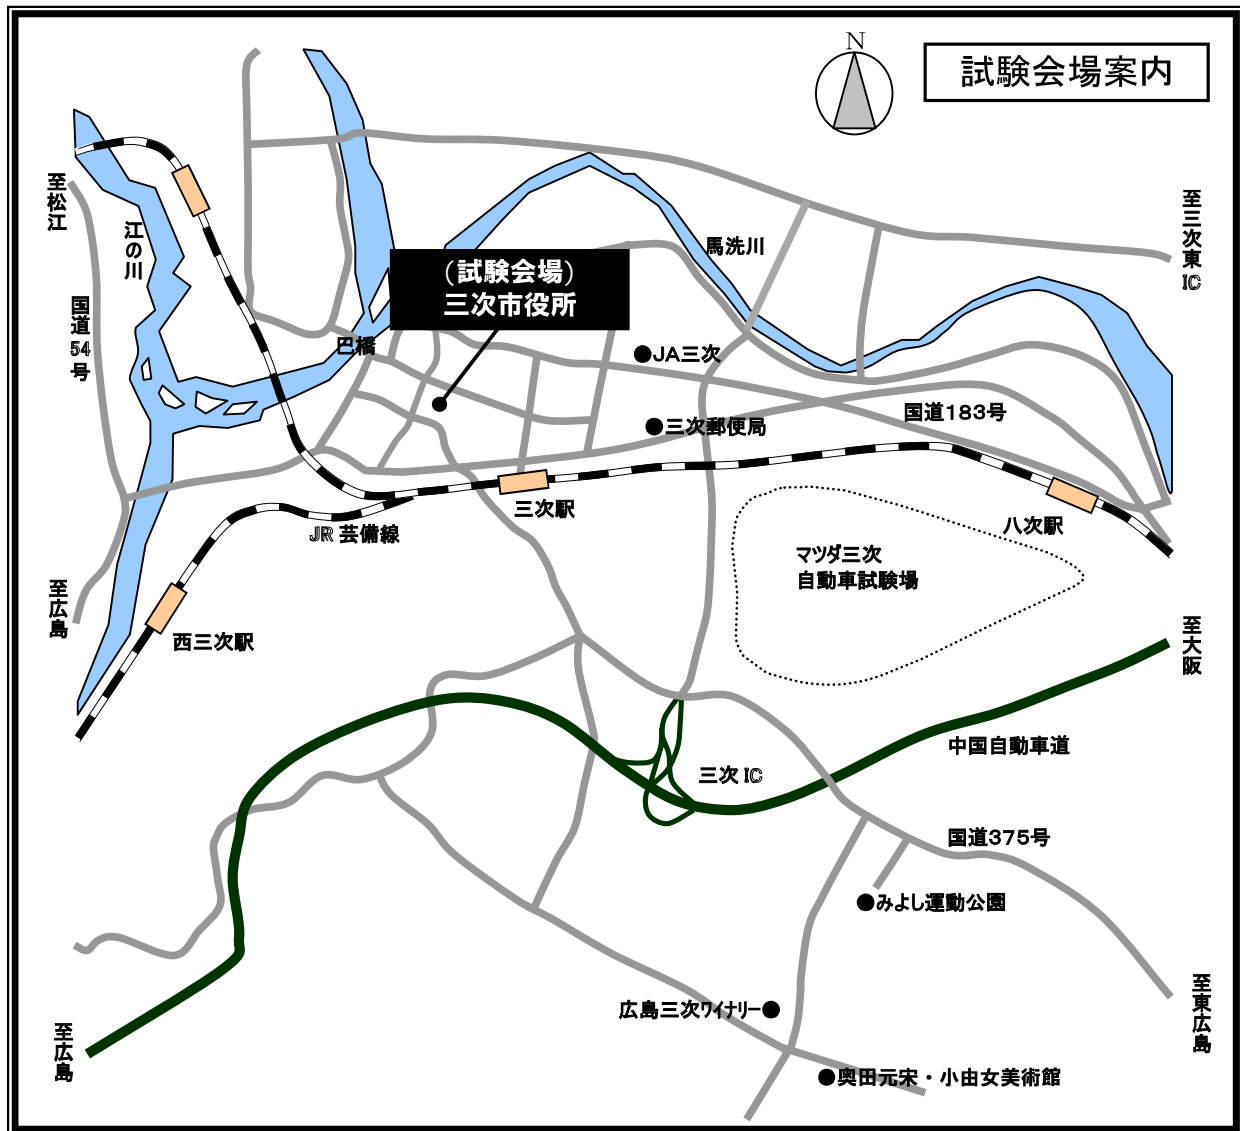 N
試験会場案内
至松江
江の川
馬洗川
至三次東IC
(試験会場)
三次市役所
国道54号
巴橋
●JA三次
国道183号
●三次郵便局
三次駅
八次駅
JR 芸備線
マツダ三次
自動車試験場
至広島
西三次駅
至大阪
中国自動車道
三次 IC
国道375号
●みよし運動公園
至東広島
広島三次ワイナリー●
至広島
●奥田元宋・小由女美術館